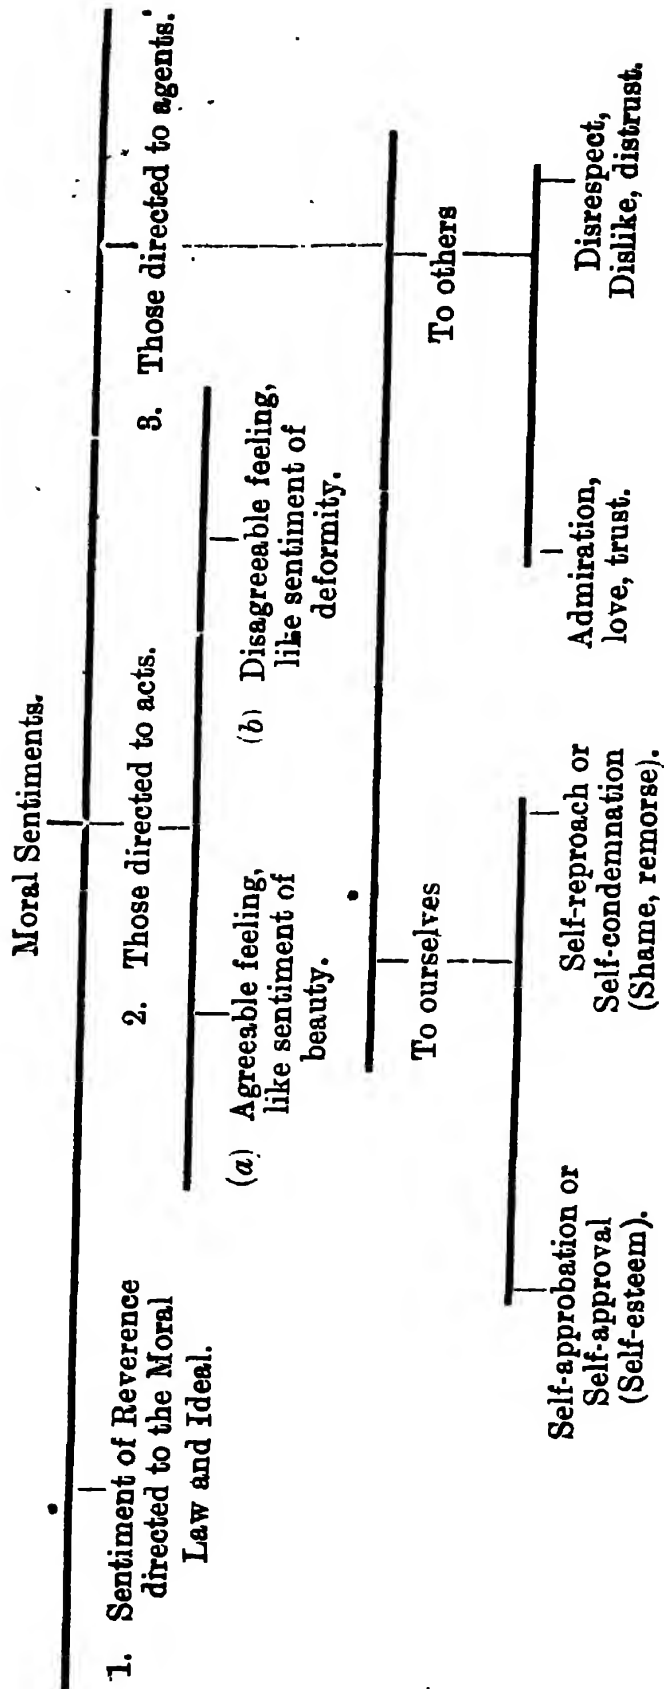 Moral Sentiments.
1. Sentiment of Reverence
directed to the Moral
Law and Ideal.
2. Those directed to acts.
3. Those directed to agents.
(a) Agreeable feeling,
like sentiment of
beauty.
(b) Disagreeable feeling,
like sentiment of
deformity.
To ourselves
To others
Self-approbation or
Self-approval
(Self-esteem).
Self-reproach or
Self-condemnation
(Shame, remorse).
Admiration,
love, trust.
Disrespect,
Dislike, distrust.